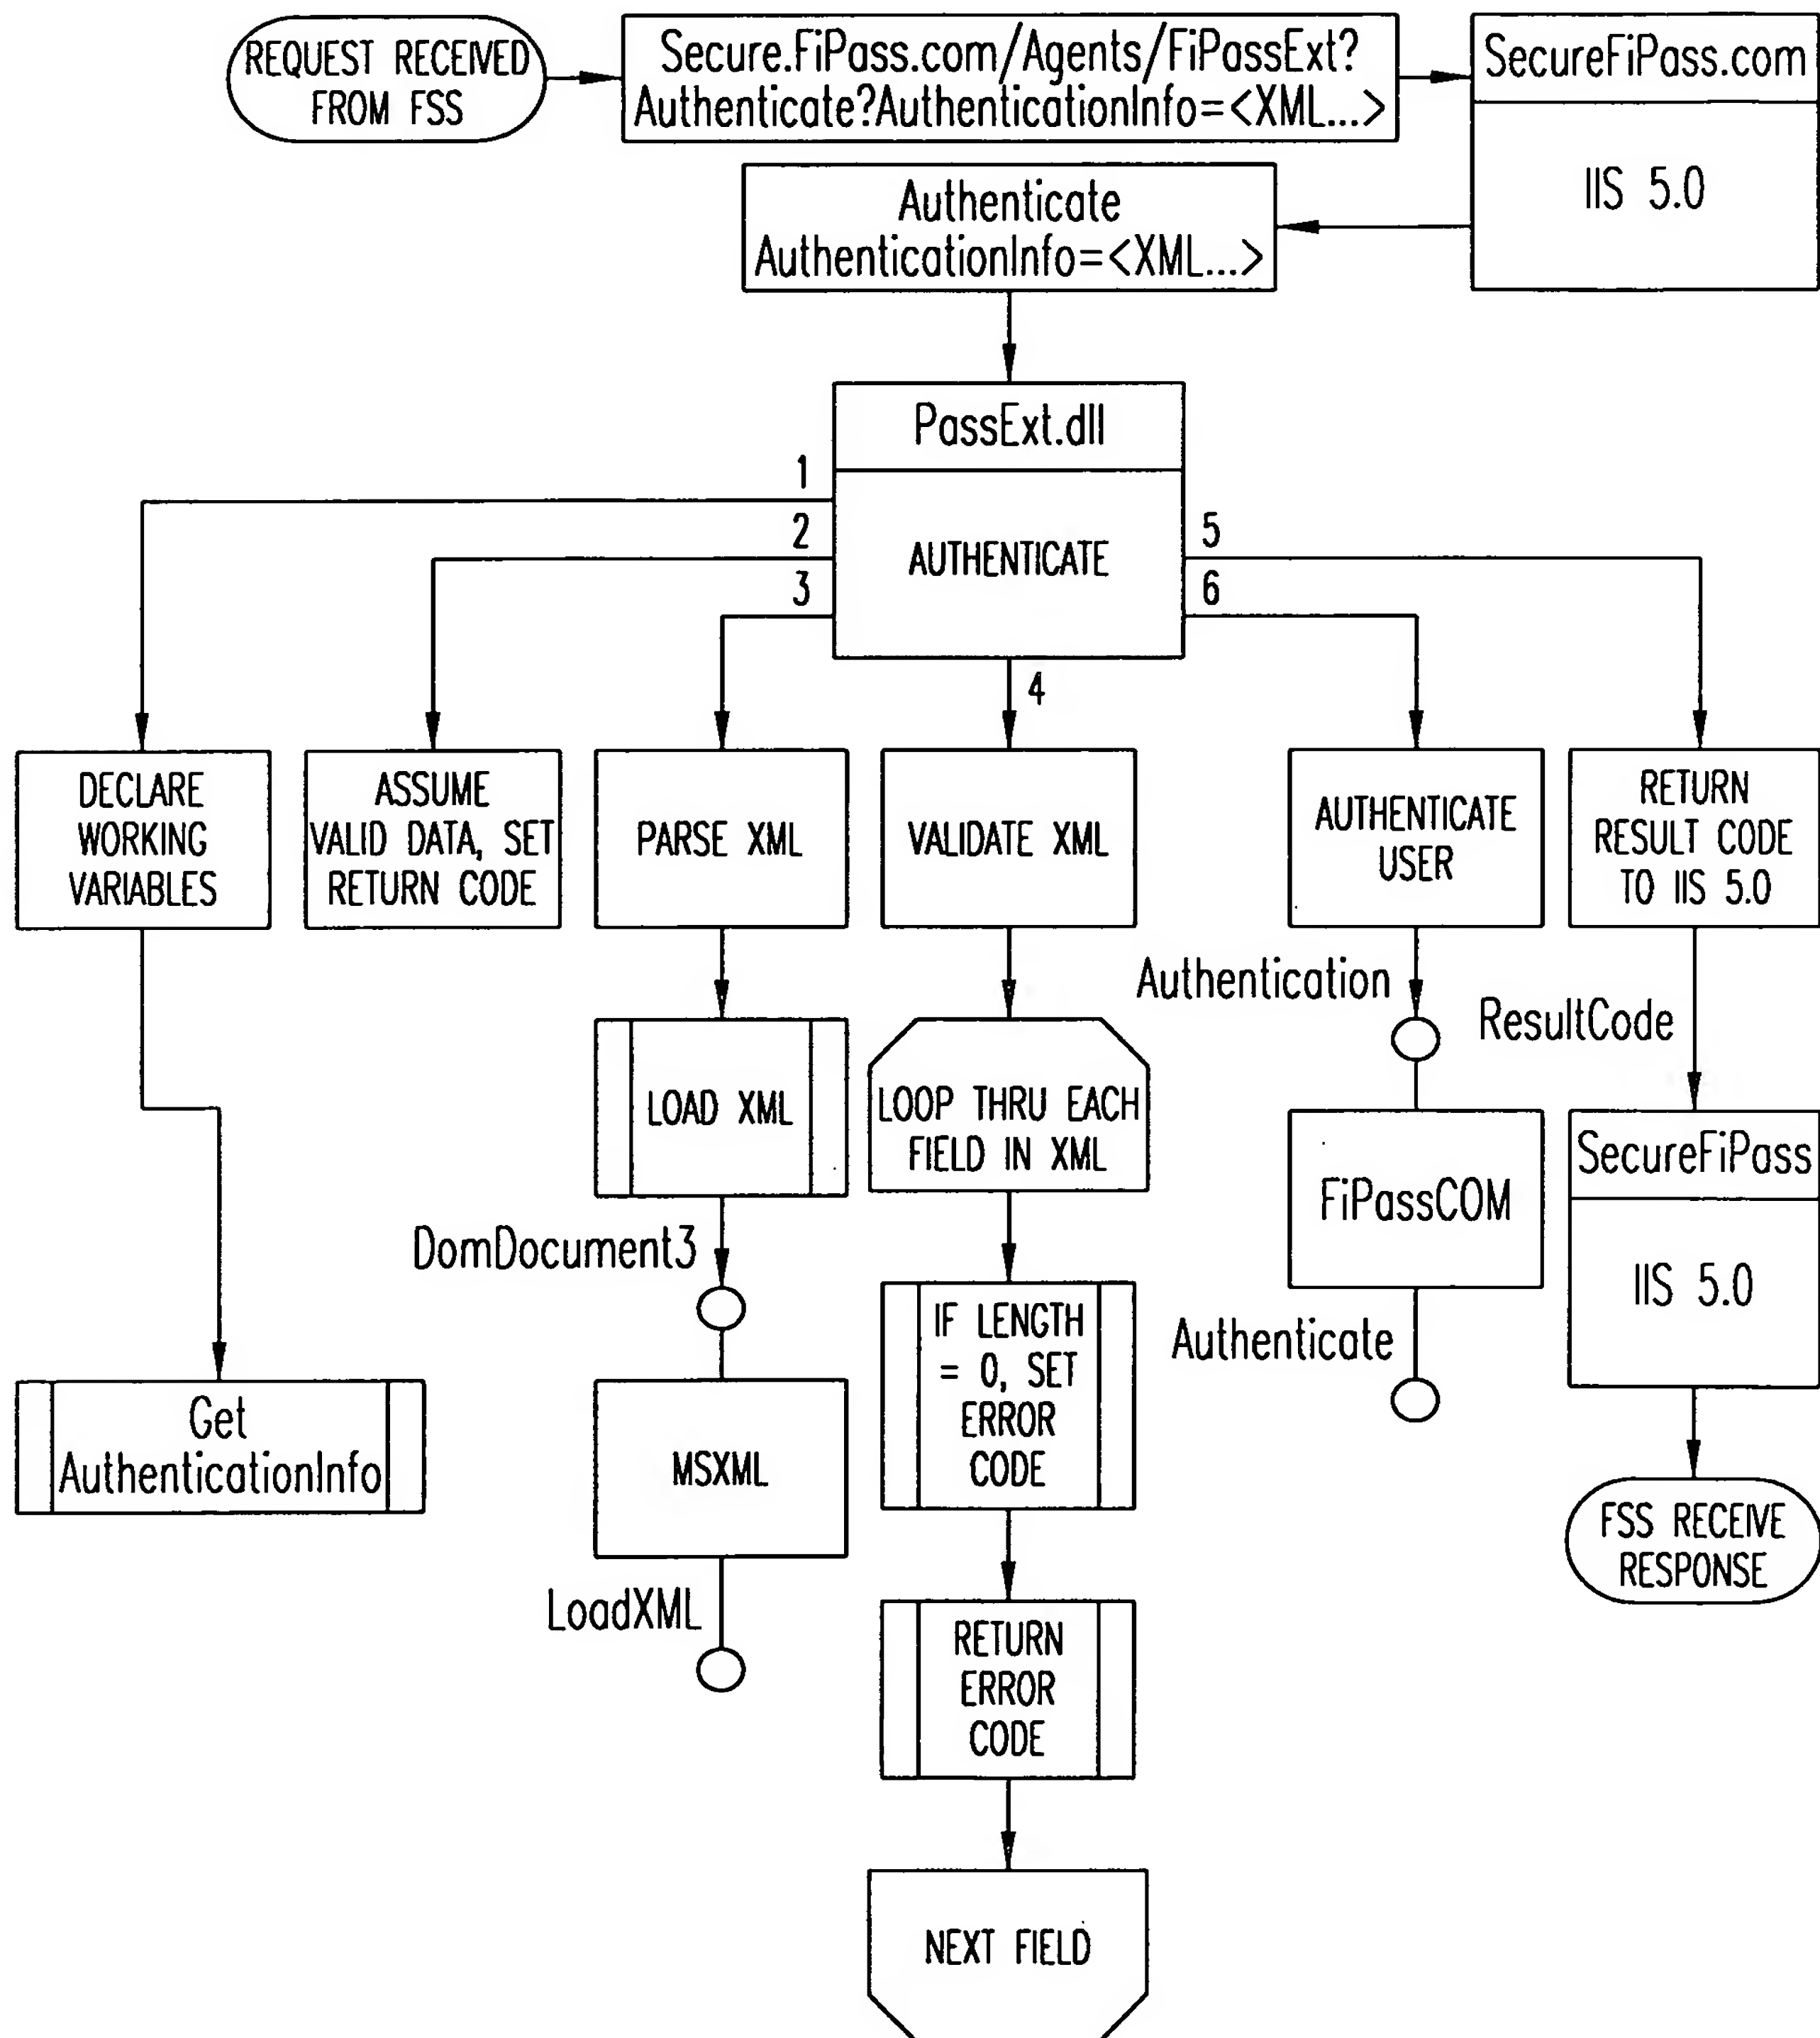 REQUEST RECEIVED
FROM FSS
Secure.FiPass.com/Agents/FiPassExt?
Authenticate?AuthenticationInfo=<XML...>
SecureFiPass.com
IIS 5.0
Authenticate
AuthenticationInfo=<XML...>
PassExt.dll
AUTHENTICATE
1
2
3
4
5
6
DECLARE
WORKING
VARIABLES
ASSUME
VALID DATA, SET
RETURN CODE
PARSE XML
VALIDATE XML
AUTHENTICATE
USER
RETURN
RESULT CODE
TO IIS 5.0
Authentication
ResultCode
LOAD XML
LOOP THRU EACH
FIELD IN XML
FiPassCOM
SecureFiPass
IIS 5.0
DomDocument3
IF LENGTH
= 0, SET
ERROR
CODE
Authenticate
Get
AuthenticationInfo
MSXML
FSS RECEIVE
RESPONSE
LoadXML
RETURN
ERROR
CODE
NEXT FIELD